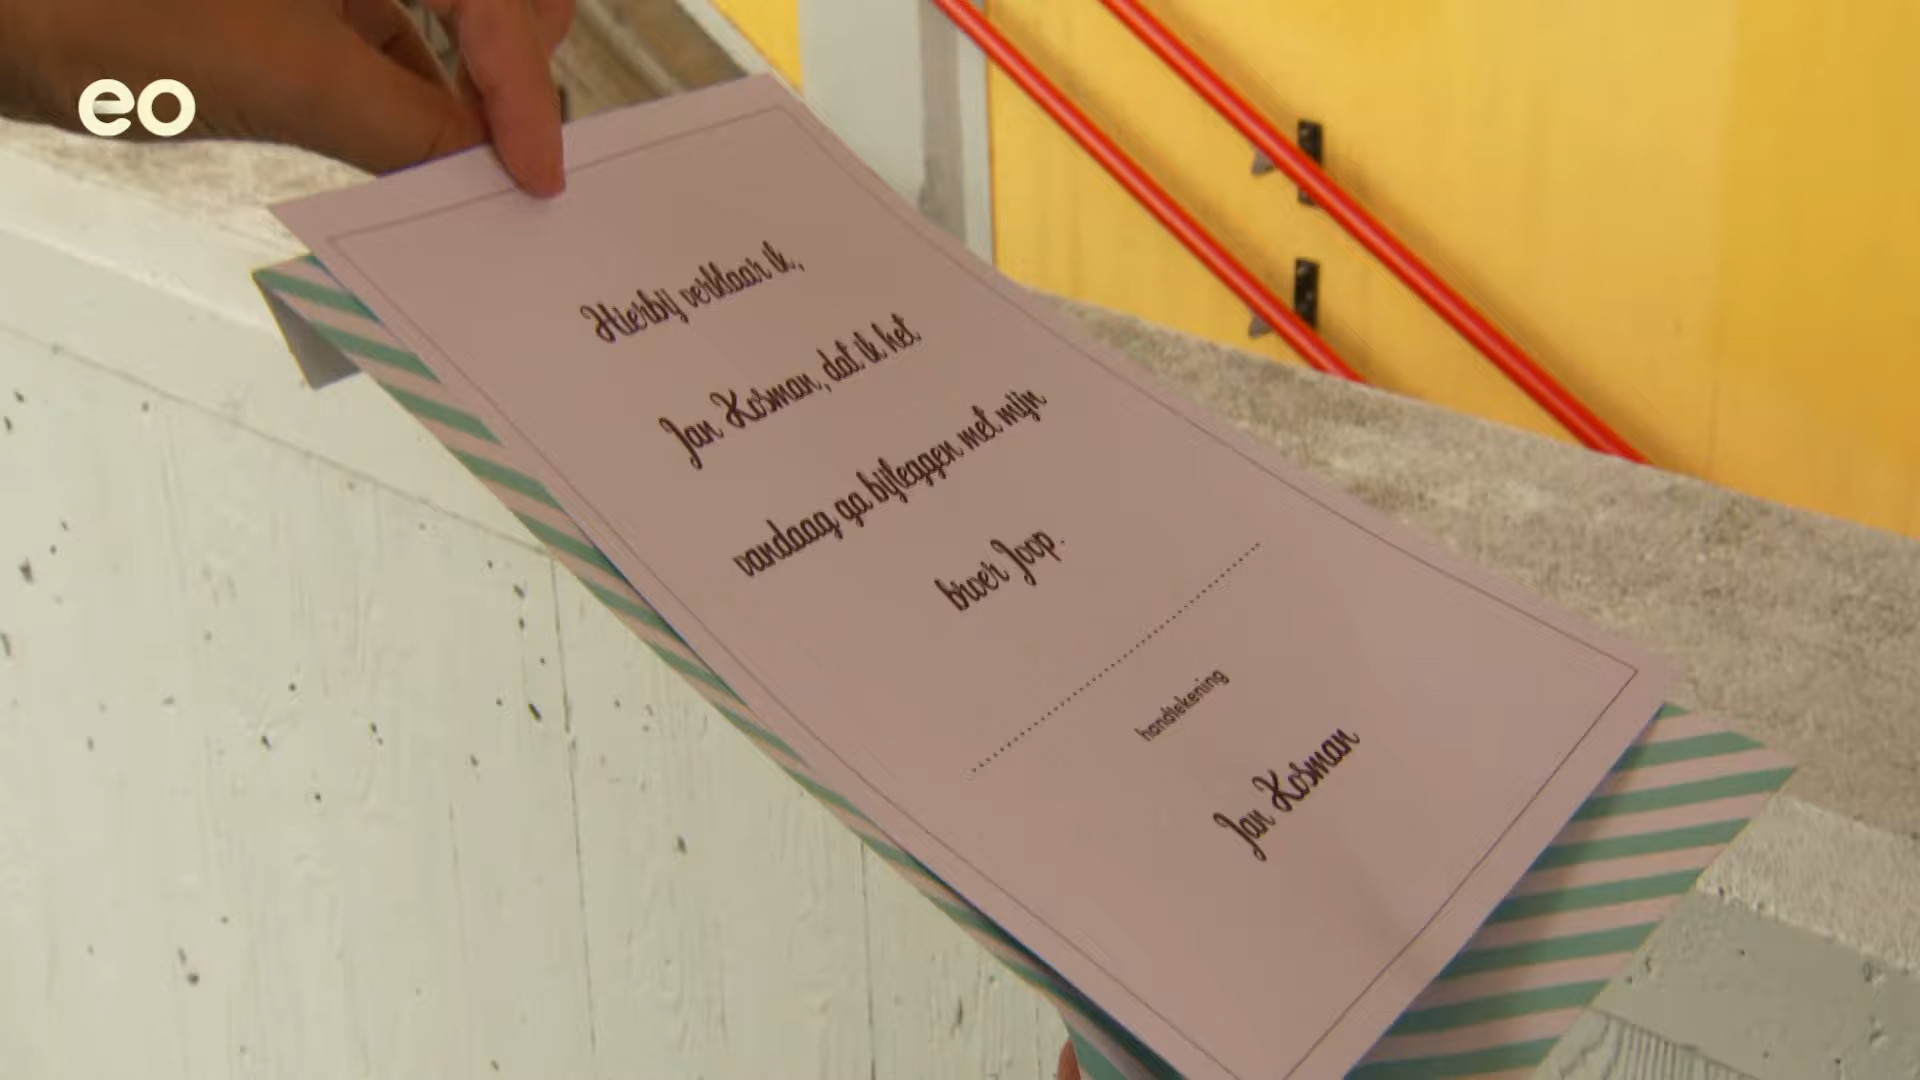 eo
Hierbij verklaar ik,
Jan Kosman, dat ik het
vandaag ga bijleggen met mijn
broer Joop.
handtekening
Jan Kosman